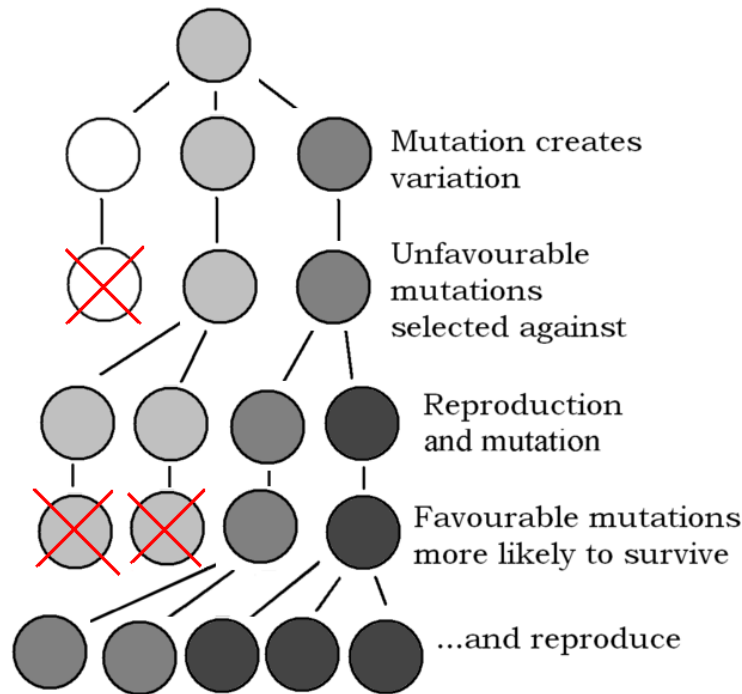 Mutation creates
variation
Unfavourable
mutations
selected against
Reproduction
and mutation
Favourable mutations
more likely to survive
...and reproduce